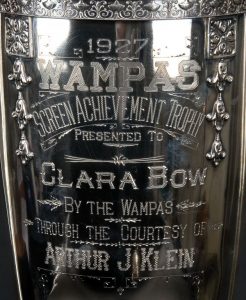 1927
WAMPAS
SCREEN ACHIEVEMENT TROPHY
PRESENTED TO
CLARA BOW
BY THE WAMPAS
THROUGH THE COURTESY OF
ARTHUR J. KLEIN